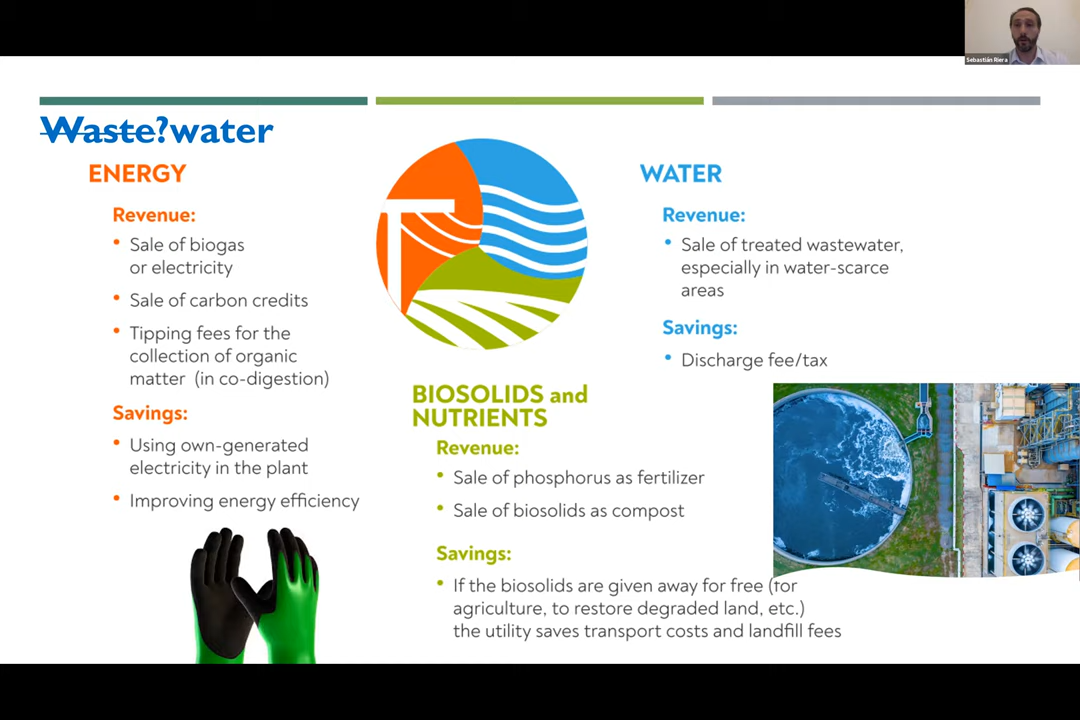 Sebastián Riera
Waste?water
ENERGY
Revenue:
• Sale of biogas
or electricity
• Sale of carbon credits
• Tipping fees for the
collection of organic
matter (in co-digestion)
Savings:
• Using own-generated
electricity in the plant
• Improving energy efficiency
BIOSOLIDS and
NUTRIENTS
Revenue:
• Sale of phosphorus as fertilizer
• Sale of biosolids as compost
Savings:
• If the biosolids are given away for free (for
agriculture, to restore degraded land, etc.)
the utility saves transport costs and landfill fees
WATER
Revenue:
• Sale of treated wastewater,
especially in water-scarce
areas
Savings:
• Discharge fee/tax